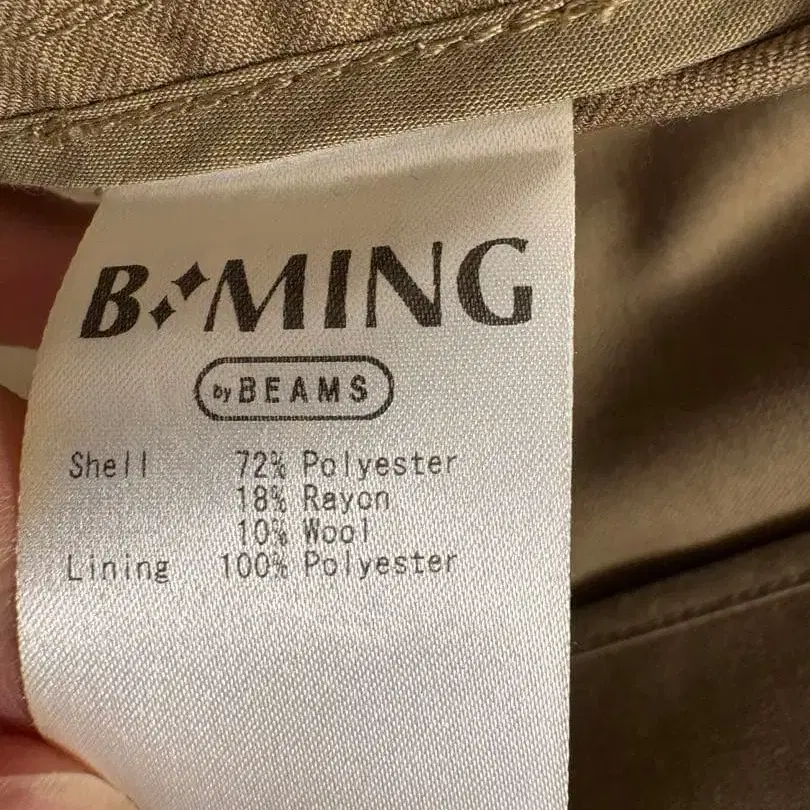 B MING
by BEAMS
Shell 72% Polyester
18% Rayon
10% Wool
Lining 100% Polyester